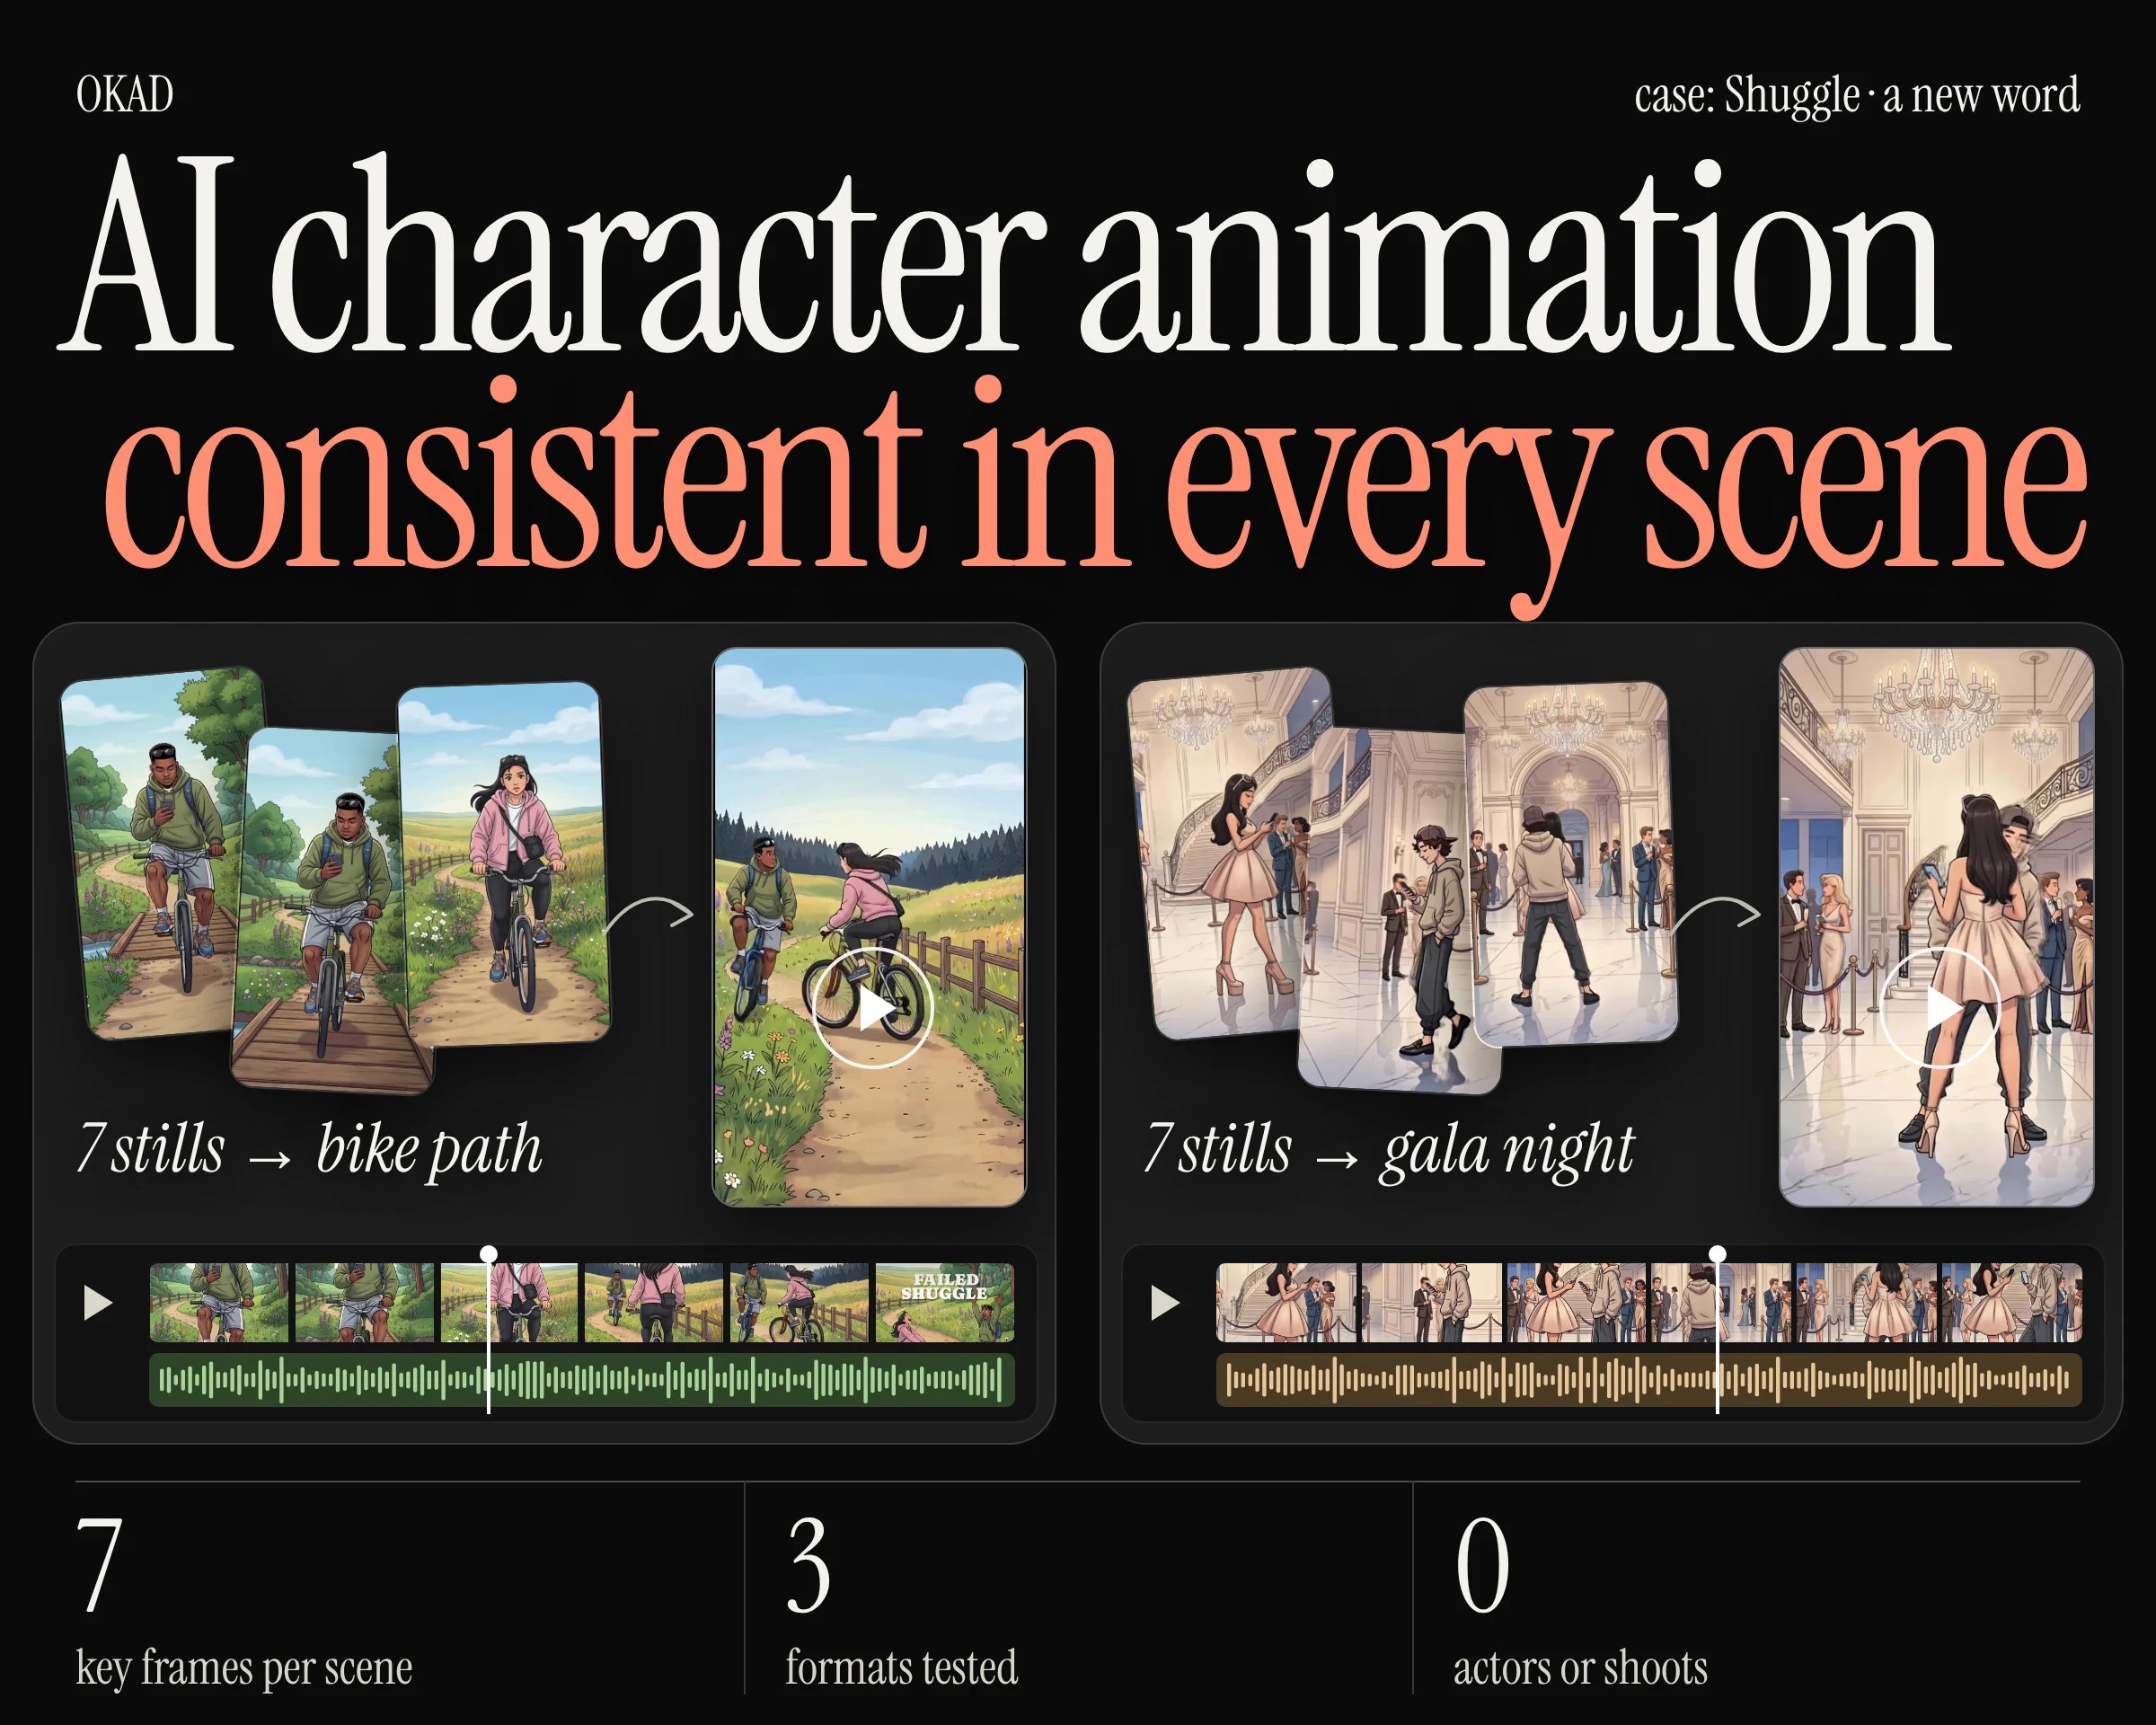 OKAD
case: Shuggle · a new word
AI character animation
consistent in every scene
7 stills → bike path
7 stills → gala night
FAILED
SHUGGLE
7
key frames per scene
3
formats tested
0
actors or shoots